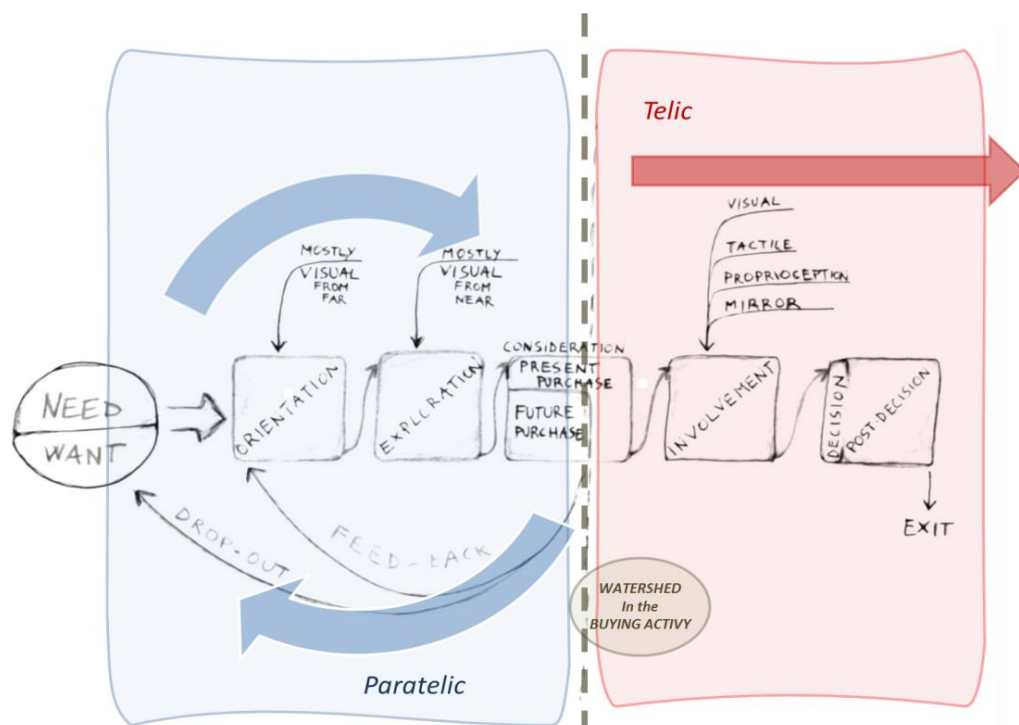 Telic
VISUAL
TACTILE
PROPRIOCEPTION
MIRROR
MOSTLY
VISUAL
FROM
FAR
MOSTLY
VISUAL
FROM
NEAR
CONSIDERATION
PRESENT
PURCHASE
FUTURE
PURCHASE
NEED
WANT
ORIENTATION
EXPLORATION
INVOLVEMENT
DECISION
POST-DECISION
EXIT
DROP-OUT
FEED-BACK
WATERSHED
In the
BUYING ACTIVY
Paratelic